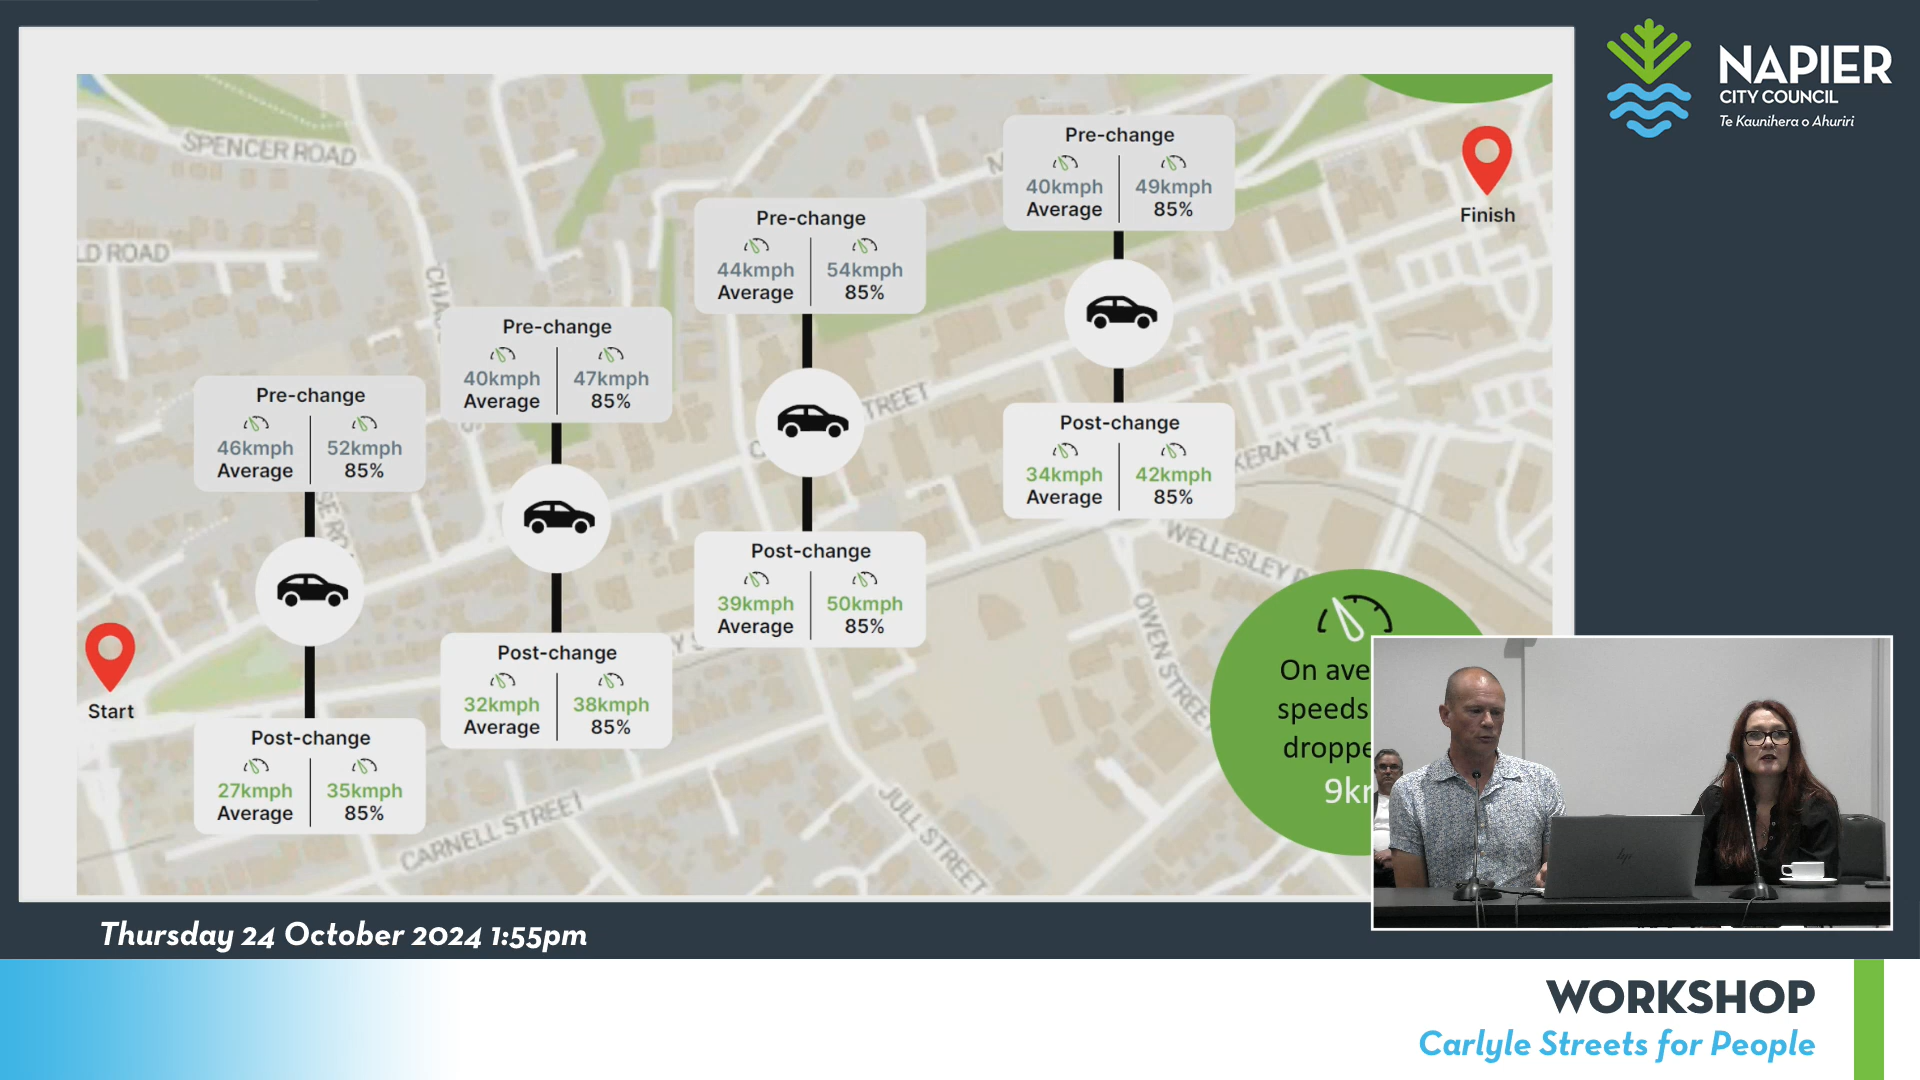 NAPIER
CITY COUNCIL
Te Kaunihera o Ahuriri
SPENCER ROAD
LD ROAD
Pre-change
46kmph
Average
52kmph
85%
Post-change
27kmph
Average
35kmph
85%
Pre-change
40kmph
Average
47kmph
85%
Post-change
32kmph
Average
38kmph
85%
Pre-change
44kmph
Average
54kmph
85%
Post-change
39kmph
Average
50kmph
85%
Pre-change
40kmph
Average
49kmph
85%
Post-change
34kmph
Average
42kmph
85%
Start
Finish
TREET
KERAY ST
WELLESLEY
OWEN STREET
JULL STREET
CARNELL STREET
On ave
speeds
droppe
9k
hp
Thursday 24 October 2024 1:55pm
WORKSHOP
Carlyle Streets for People